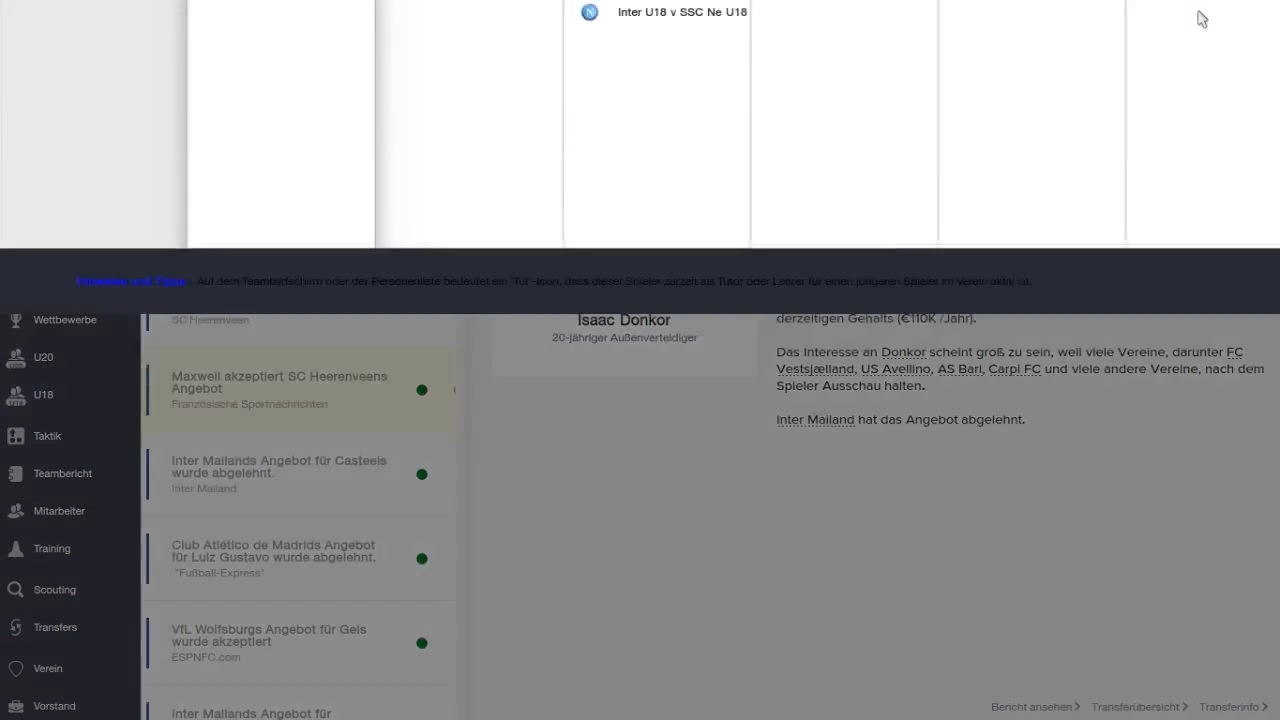 Inter U18 v SSC Ne U18
Hinweise und Tipps - Auf dem Teambildschirm oder der Personenliste bedeutet ein 'Tut'-Icon, dass dieser Spieler zurzeit als Tutor oder Lehrer für einen jüngeren Spieler im Verein aktiv ist.
Wettbewerbe
U20
U18
Taktik
Teambericht
Mitarbeiter
Training
Scouting
Transfers
Verein
Vorstand
SC Heerenveen
Maxwell akzeptiert SC Heerenveens
Angebot
Französische Sportnachrichten
Inter Mailands Angebot für Casteels
wurde abgelehnt.
Inter Mailand
Club Atlético de Madrids Angebot
für Luiz Gustavo wurde abgelehnt.
"Fußball-Express"
VfL Wolfsburgs Angebot für Geis
wurde akzeptiert
ESPNFC.com
Inter Mailands Angebot für
Isaac Donkor
20-jähriger Außenverteidiger
derzeitigen Gehalts (€110K /Jahr).
Das Interesse an Donkor scheint groß zu sein, weil viele Vereine, darunter FC
Vestsjælland, US Avellino, AS Bari, Carpi FC und viele andere Vereine, nach dem
Spieler Ausschau halten.
Inter Mailand hat das Angebot abgelehnt.
Bericht ansehen Transferübersicht Transferinfo